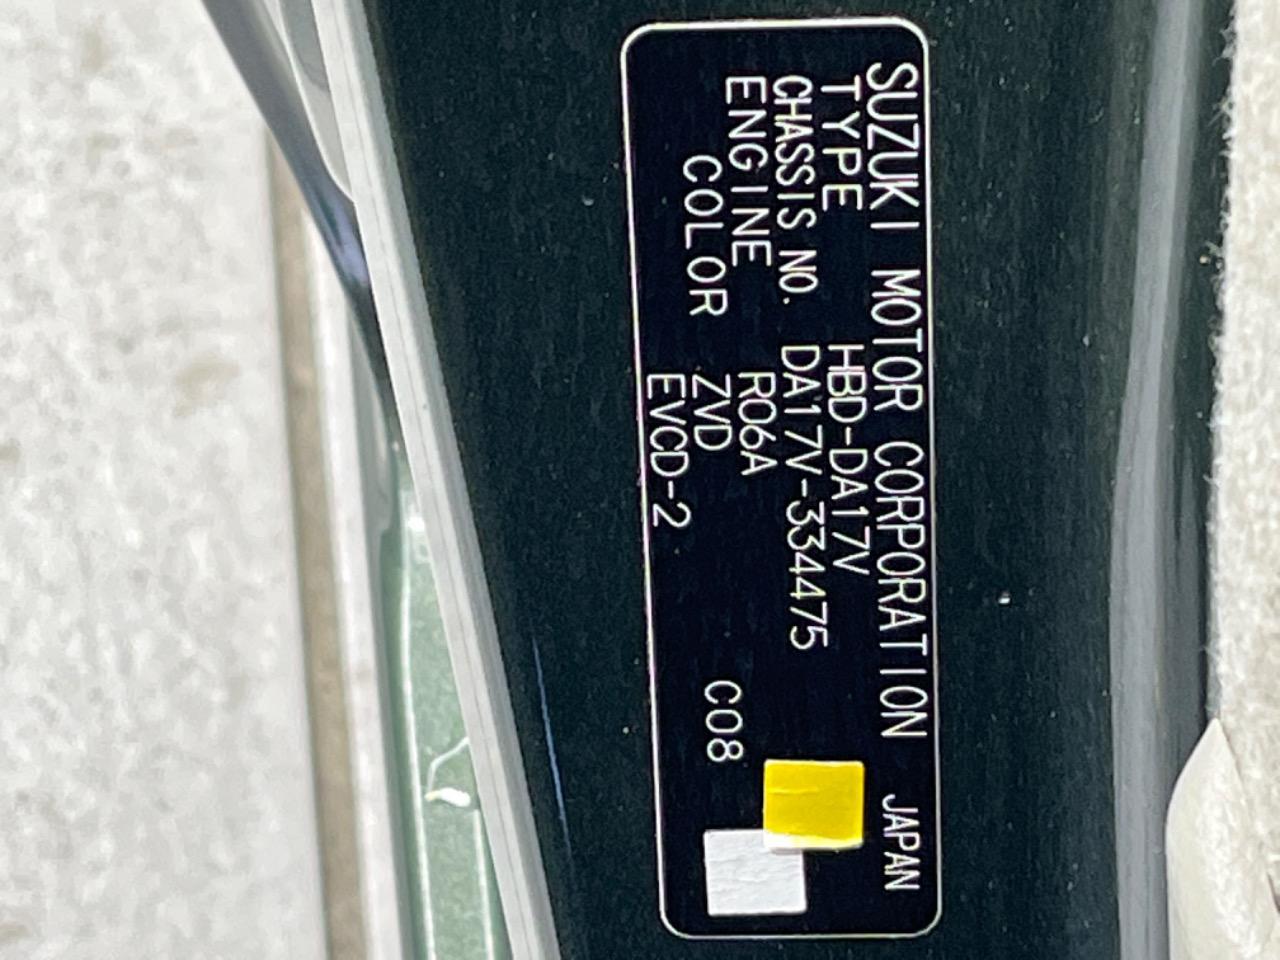 SUZUKI MOTOR CORPORATION JAPAN
TYPE HBD-DA17V
CHASSIS NO. DA17V-334475
ENGINE R06A
COLOR ZVD C08
EVCD-2